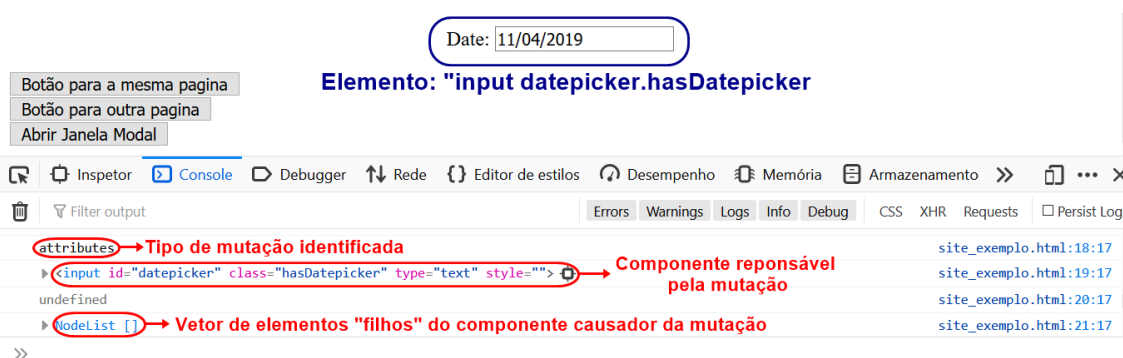 Date: 11/04/2019
Elemento: "input datepicker.hasDatepicker
Botão para a mesma pagina
Botão para outra pagina
Abrir Janela Modal
Inspetor Console Debugger Rede Editor de estilos Desempenho Memória Armazenamento
Filter output Errors Warnings Logs Info Debug CSS XHR Requests Persist Log
attributes Tipo de mutação identificada site_exemplo.html:18:17
<input id="datepicker" class="hasDatepicker" type="text" style=""> site_exemplo.html:19:17
Componente reponsável
pela mutação
undefined site_exemplo.html:20:17
NodeList [] Vetor de elementos "filhos" do componente causador da mutação site_exemplo.html:21:17